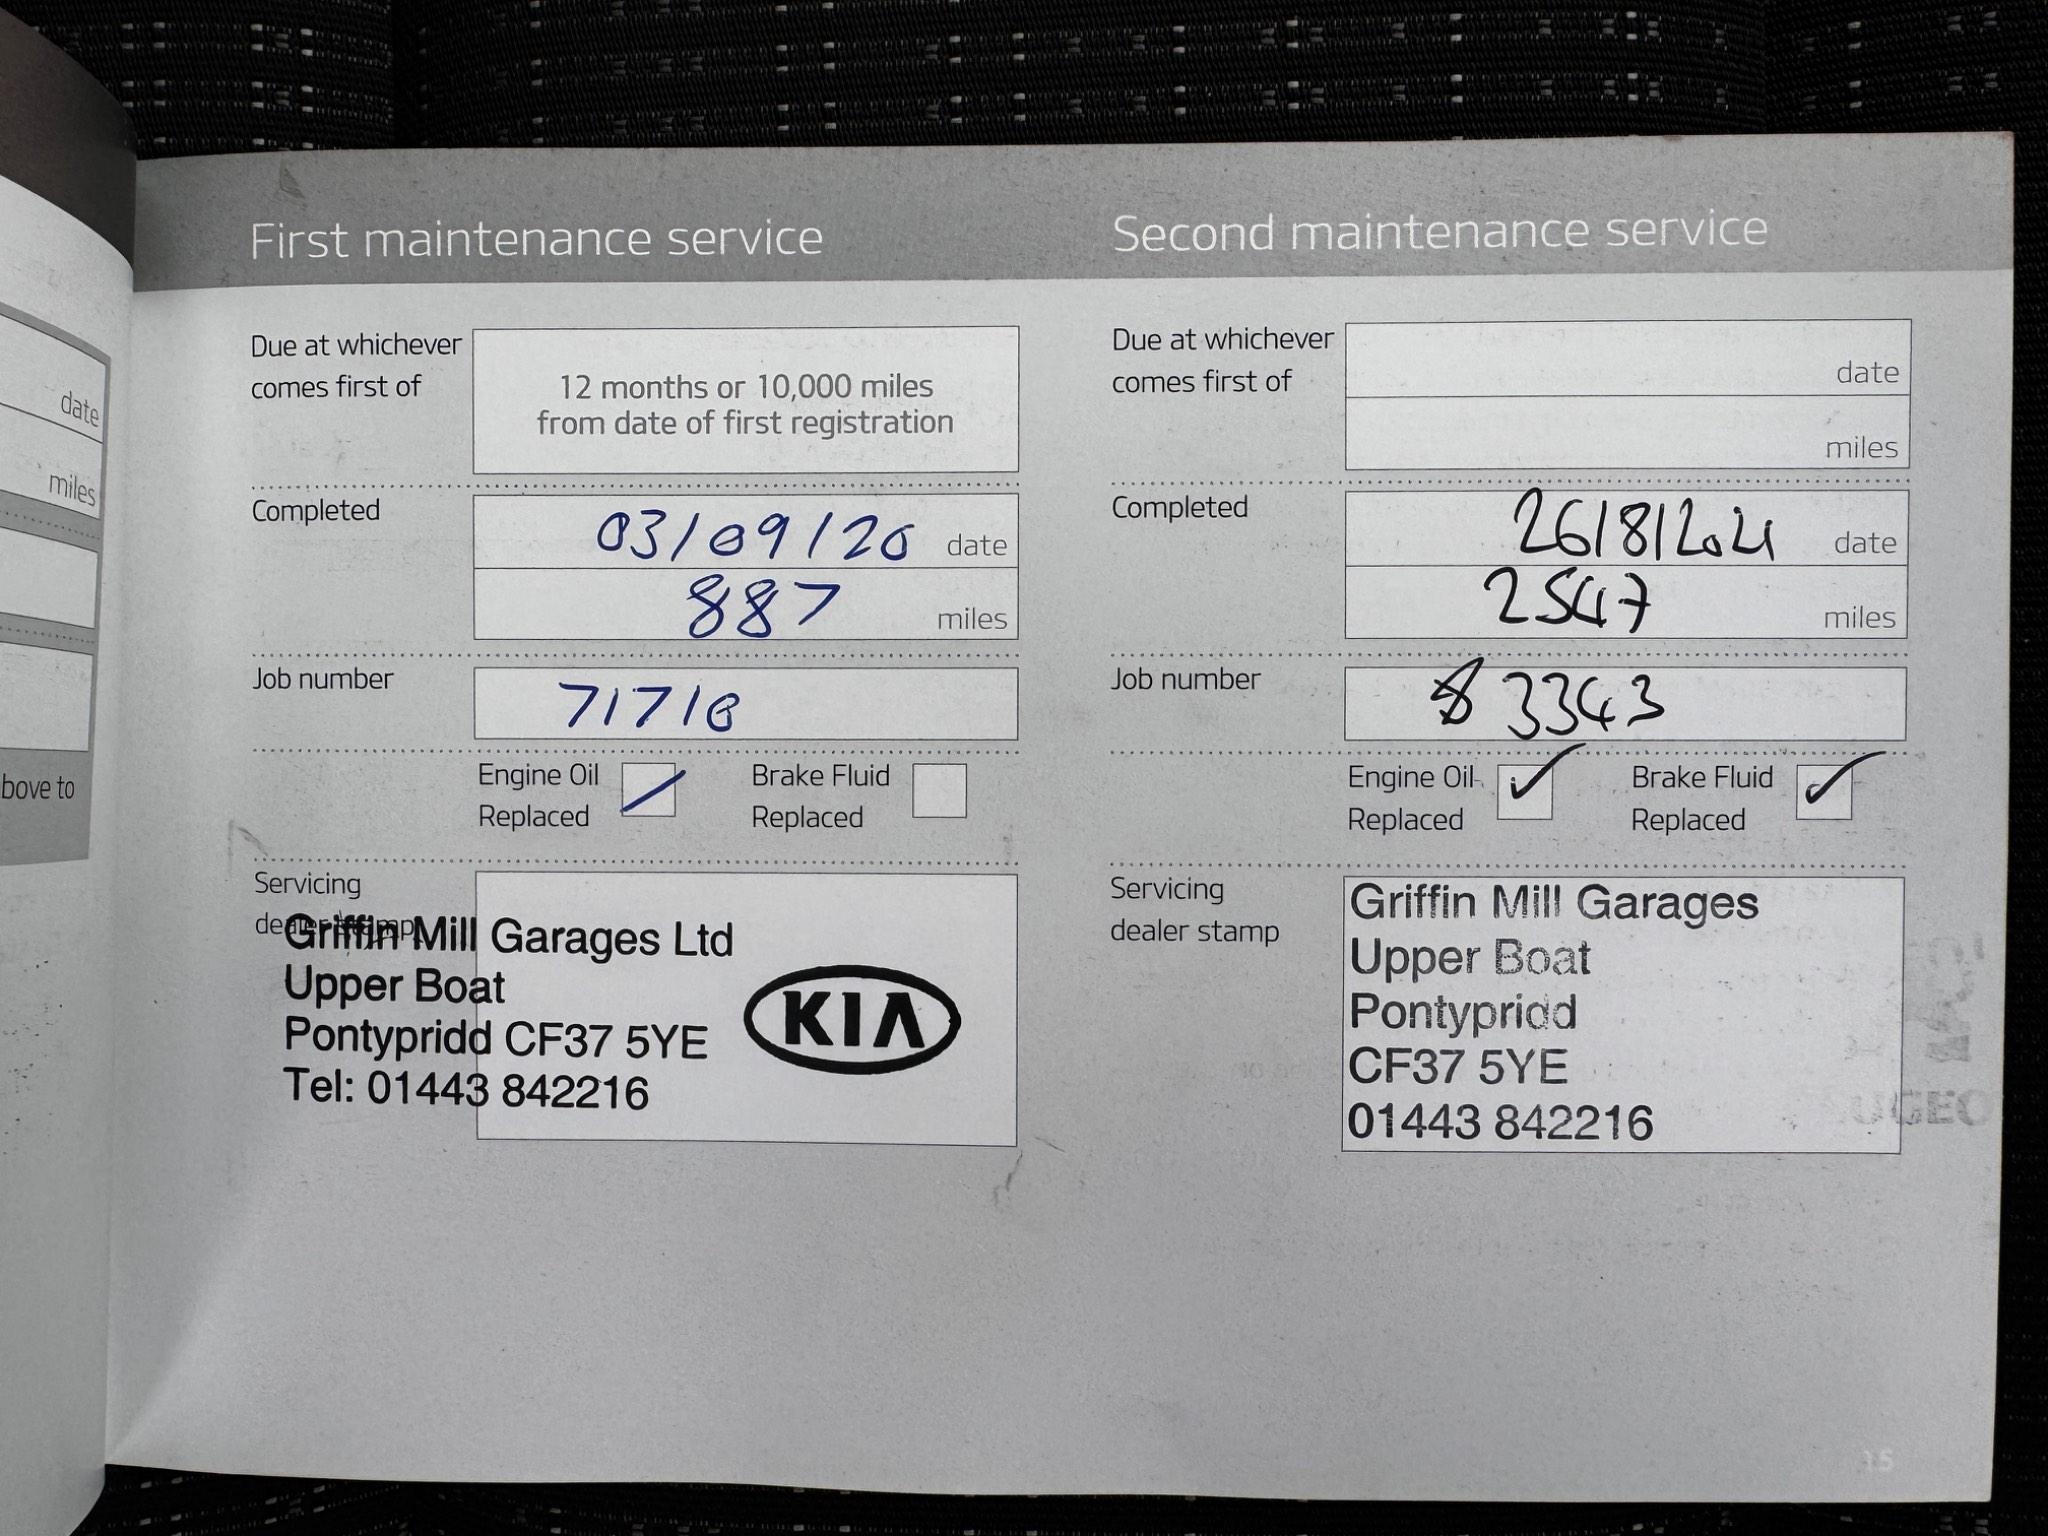 date
miles
bove to
First maintenance service
Due at whichever
comes first of
12 months or 10,000 miles
from date of first registration
Completed
03/09/20 date
887 miles
Job number
71710
Engine Oil
Replaced
Brake Fluid
Replaced
Servicing
dealer stamp
Griffin Mill Garages Ltd
Upper Boat
Pontypridd CF37 5YE
Tel: 01443 842216
KIA
Second maintenance service
Due at whichever
comes first of
date
miles
Completed
26/8/2021 date
2547 miles
Job number
83343
Engine Oil
Replaced
Brake Fluid
Replaced
Servicing
dealer stamp
Griffin Mill Garages
Upper Boat
Pontypridd
CF37 5YE
01443 842216
15